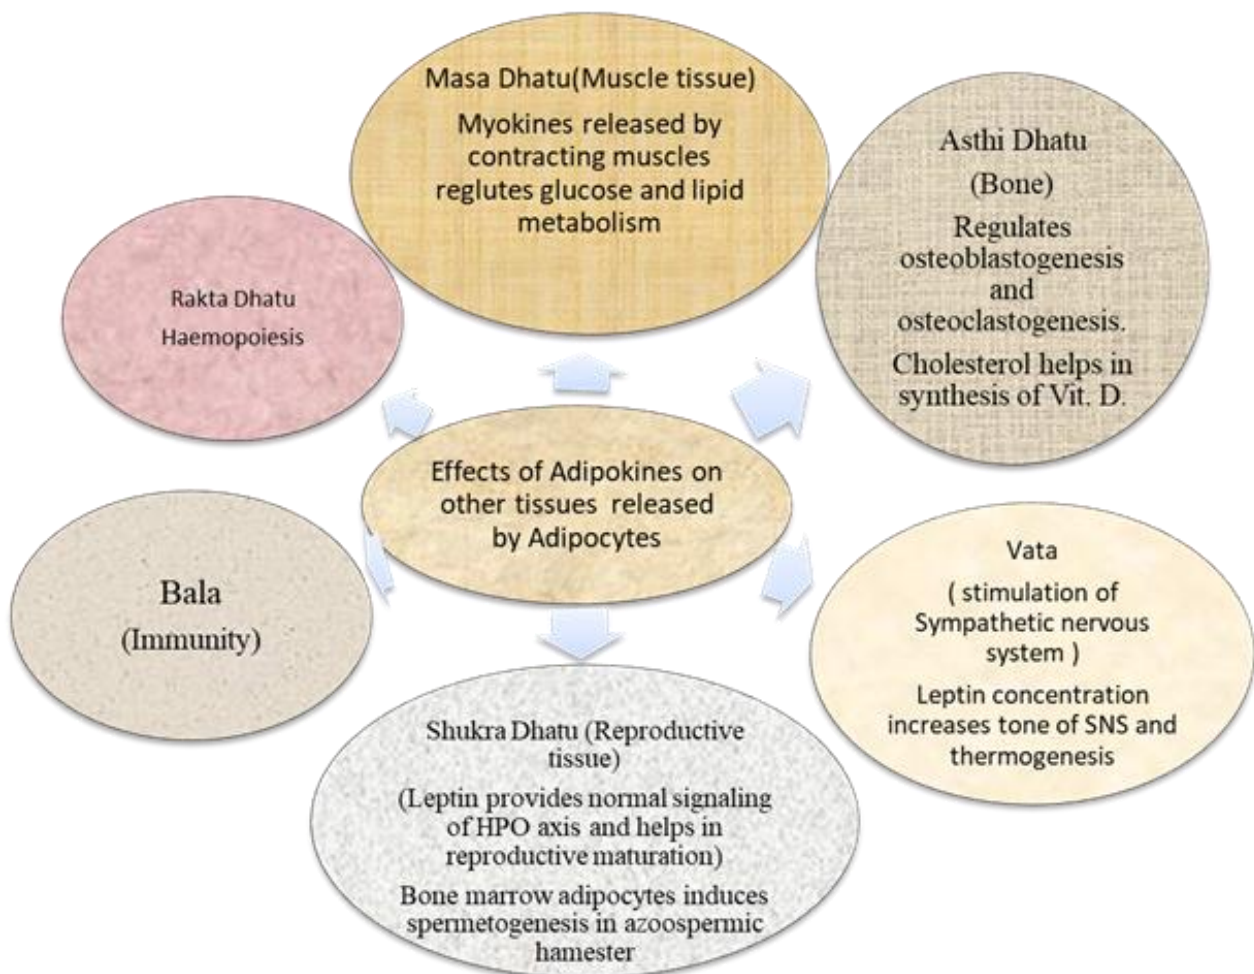 Masa Dhatu(Muscle tissue)
Myokines released by
contracting muscles
reglutes glucose and lipid
metabolism
Asthi Dhatu
(Bone)
Regulates
osteoblastogenesis
and
osteoclastogenesis.
Cholesterol helps in
synthesis of Vit. D.
Rakta Dhatu
Haemopoiesis
Effects of Adipokines on
other tissues released
by Adipocytes
Bala
(Immunity)
Vata
( stimulation of
Sympathetic nervous
system )
Leptin concentration
increases tone of SNS and
thermogenesis
Shukra Dhatu (Reproductive
tissue)
(Leptin provides normal signaling
of HPO axis and helps in
reproductive maturation)
Bone marrow adipocytes induces
spermetogenesis in azoospermic
hamester